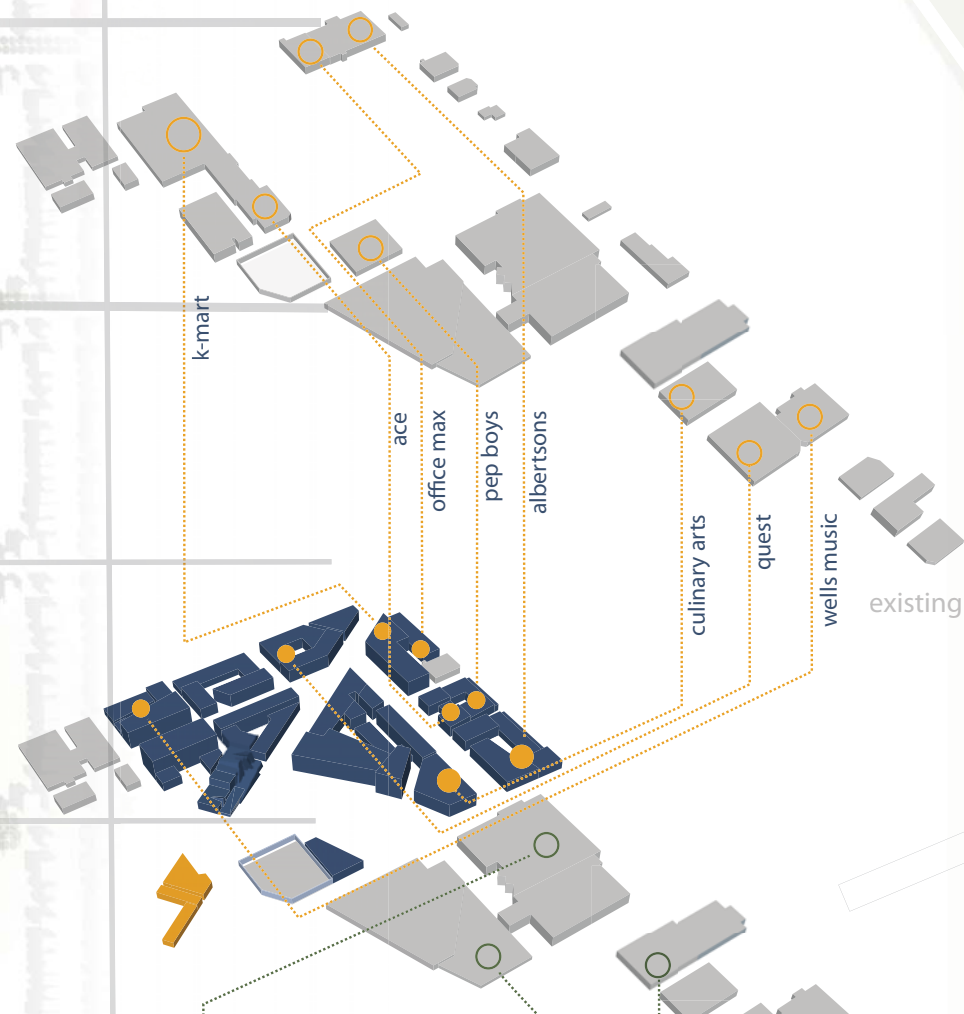 k-mart
ace
office max
pep boys
albertsons
culinary arts
quest
wells music
existing